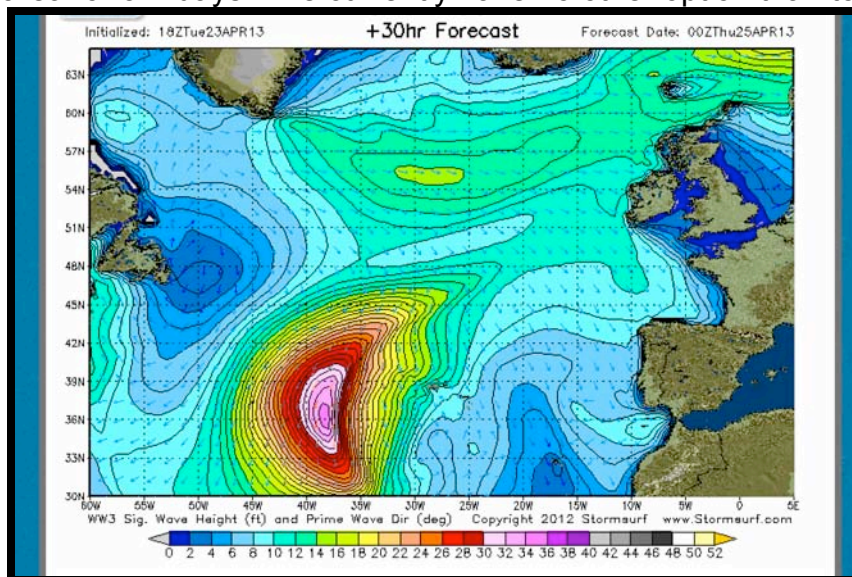 Initialized: 18ZTue23APR13 +30hr Forecast Forecast Date: 00ZThu25APR13
63N
60N
57N
54N
51N
48N
45N
42N
39N
36N
33N
30N
60W 55W 50W 45W 40W 35W 30W 25W 20W 15W 10W 5W 0 5E
WW3 Sig. Wave Height (ft) and Prime Wave Dir (deg) Copyright 2012 Stormsurf www.Stormsurf.com
0 2 4 6 8 10 12 14 16 18 20 22 24 26 28 30 32 34 36 38 40 42 44 46 48 50 52